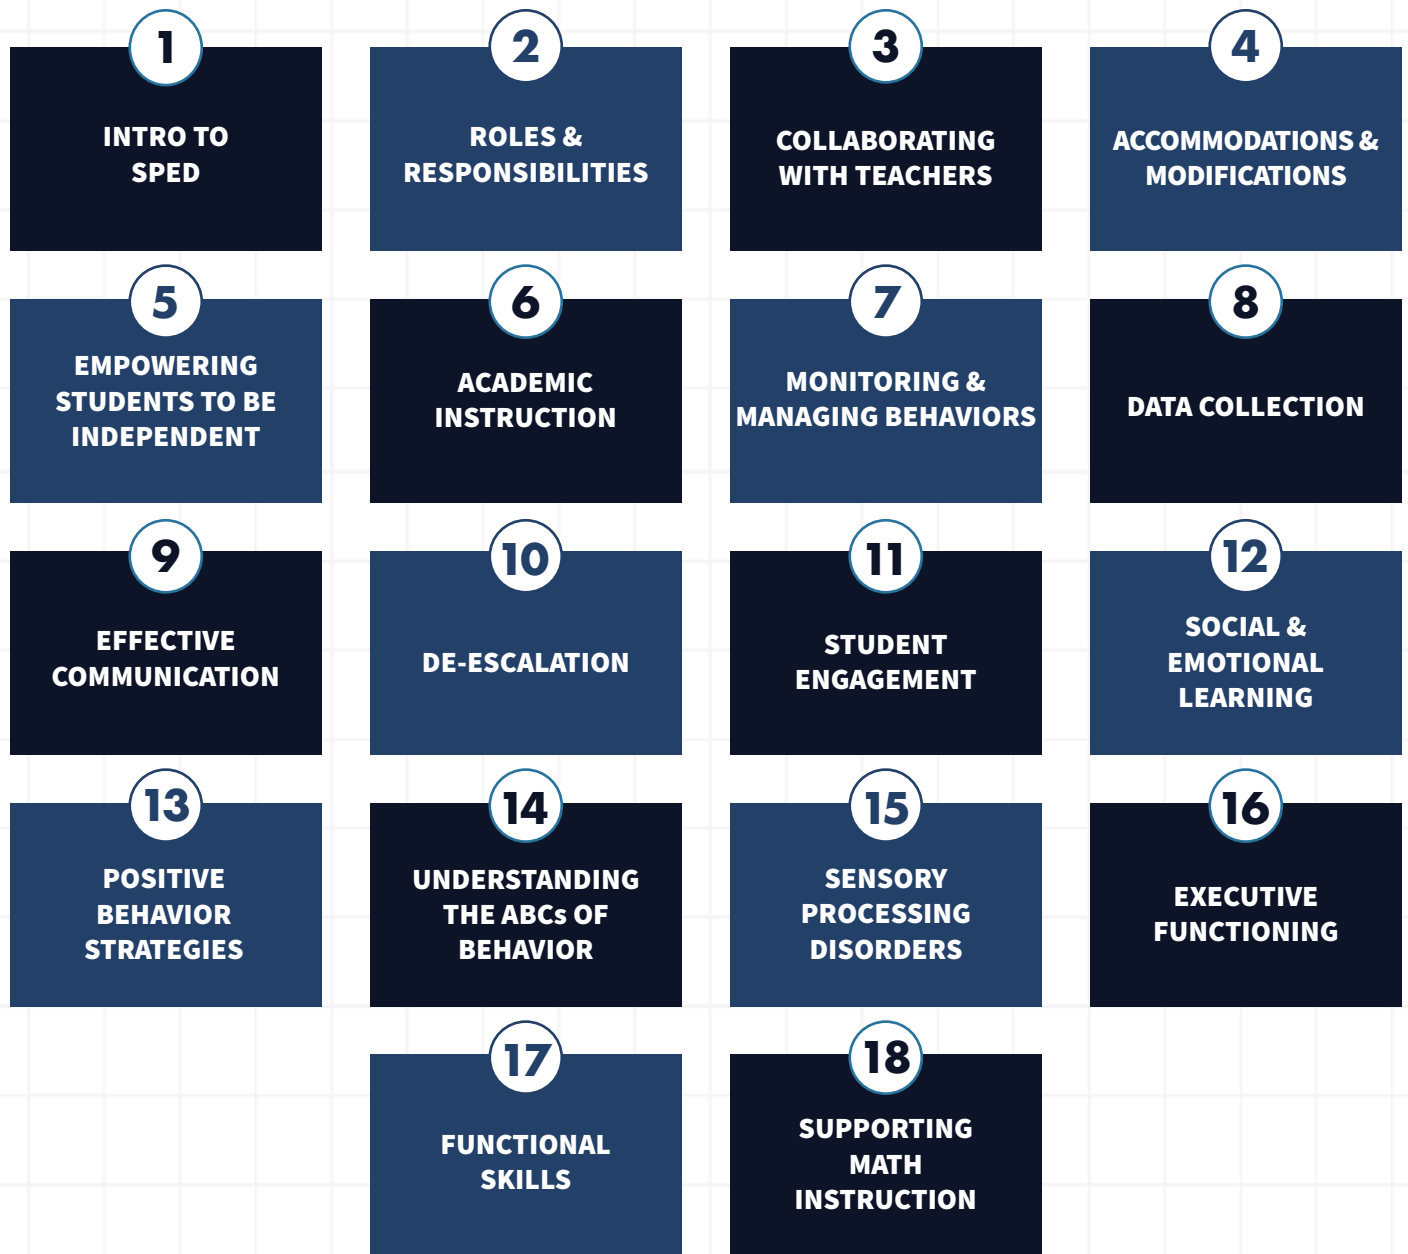 1
INTRO TO
SPED
2
ROLES &
RESPONSIBILITIES
3
COLLABORATING
WITH TEACHERS
4
ACCOMMODATIONS &
MODIFICATIONS
5
EMPOWERING
STUDENTS TO BE
INDEPENDENT
6
ACADEMIC
INSTRUCTION
7
MONITORING &
MANAGING BEHAVIORS
8
DATA COLLECTION
9
EFFECTIVE
COMMUNICATION
10
DE-ESCALATION
11
STUDENT
ENGAGEMENT
12
SOCIAL &
EMOTIONAL
LEARNING
13
POSITIVE
BEHAVIOR
STRATEGIES
14
UNDERSTANDING
THE ABCs OF
BEHAVIOR
15
SENSORY
PROCESSING
DISORDERS
16
EXECUTIVE
FUNCTIONING
17
FUNCTIONAL
SKILLS
18
SUPPORTING
MATH
INSTRUCTION